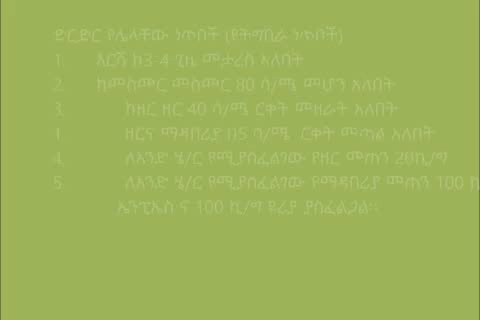 ድርድር የሌላቸው ነጥቦች (የትግበራ ነጥቦች)
1. እርሻ ከ3-4 ጊዜ መታረስ አለበት
2. ከመስመር መስመር 80 ሳ/ሜ መሆን አለበት
3. ከዘር ዘር 40 ሳ/ሜ ርቀት መዘራት አለበት
1 ዘርና ማዳበሪያ በ5 ሳ/ሜ ርቀት መጣል አለበት
4. ለአንድ ሄ/ር የሚያስፈልገው የዘር መጠን 20ኪ/ግ
5. ለአንድ ሄ/ር የሚያስፈልገው የማዳበሪያ መጠን 100 ኪ
ኤንፒኤስ ና 100 ኪ/ግ ዩሪያ ያስፈልጋል።